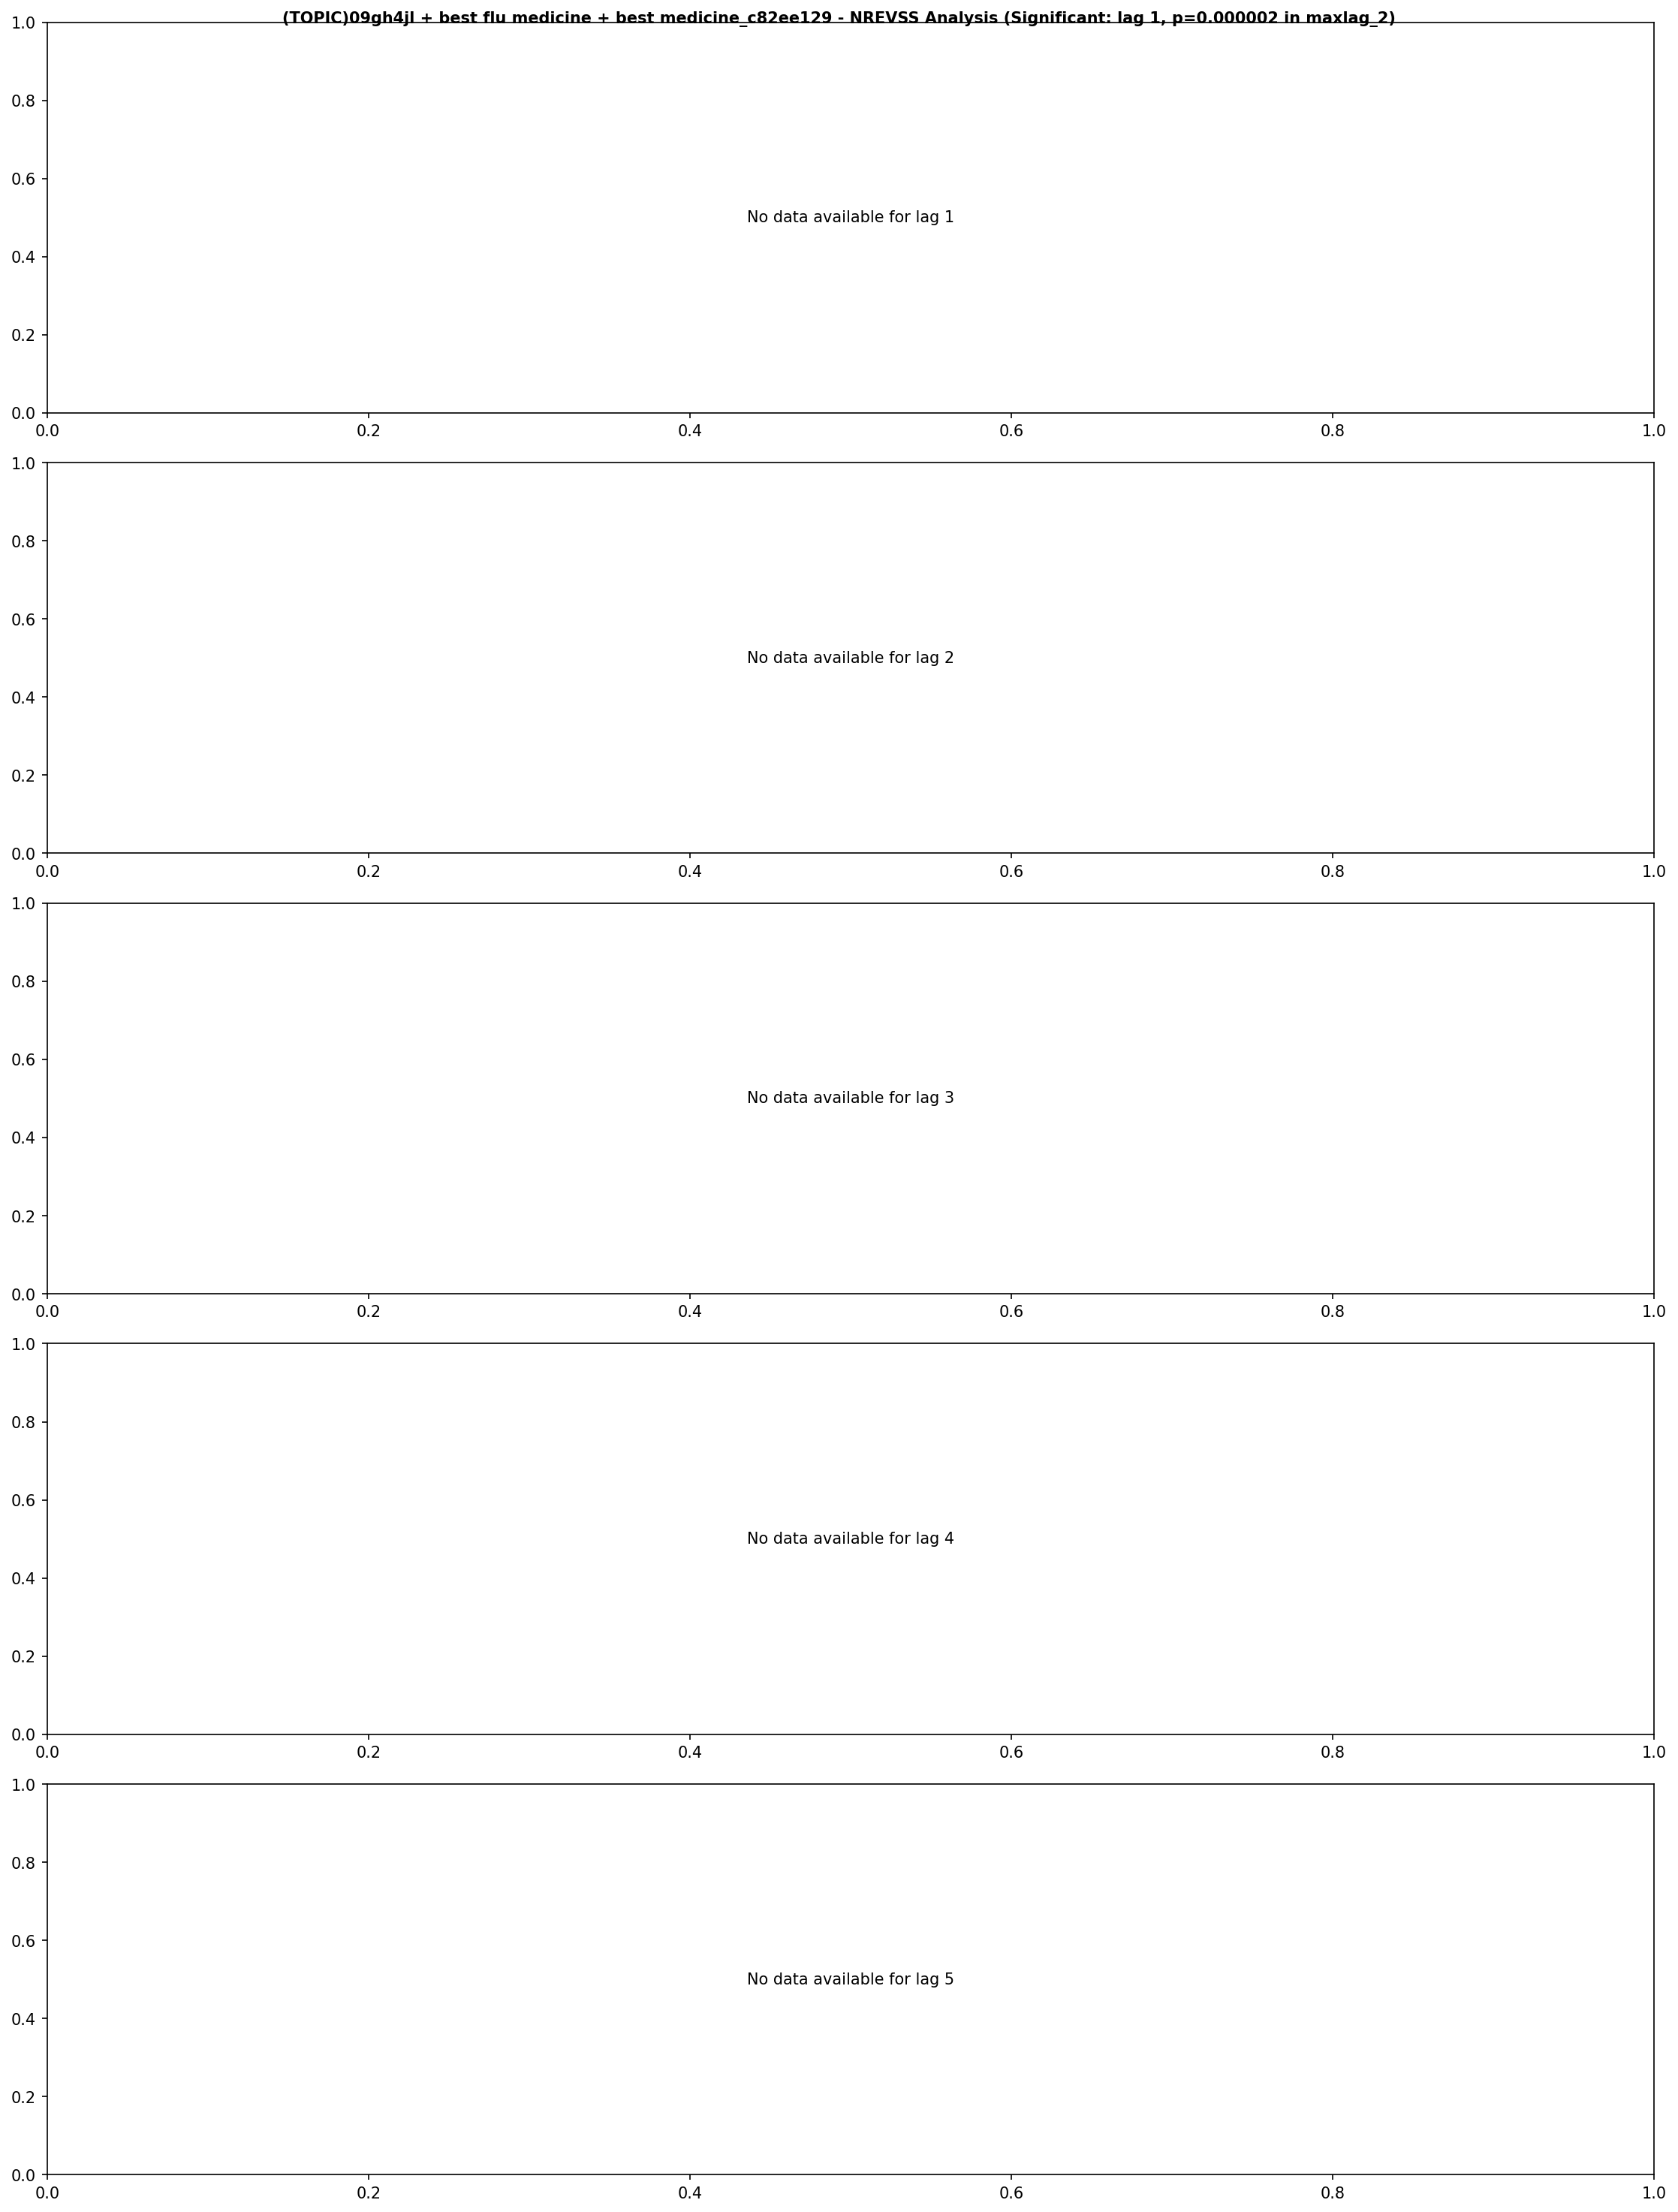 (TOPIC)09gh4jl + best flu medicine + best medicine_c82ee129 - NREVSS Analysis (Significant: lag 1, p=0.000002 in maxlag_2)
1.0
0.8
0.6
No data available for lag 1
0.4
0.2
0.0
0.0 0.2 0.4 0.6 0.8 1.0
1.0
0.8
0.6
No data available for lag 2
0.4
0.2
0.0
0.0 0.2 0.4 0.6 0.8 1.0
1.0
0.8
0.6
No data available for lag 3
0.4
0.2
0.0
0.0 0.2 0.4 0.6 0.8 1.0
1.0
0.8
0.6
No data available for lag 4
0.4
0.2
0.0
0.0 0.2 0.4 0.6 0.8 1.0
1.0
0.8
0.6
No data available for lag 5
0.4
0.2
0.0
0.0 0.2 0.4 0.6 0.8 1.0